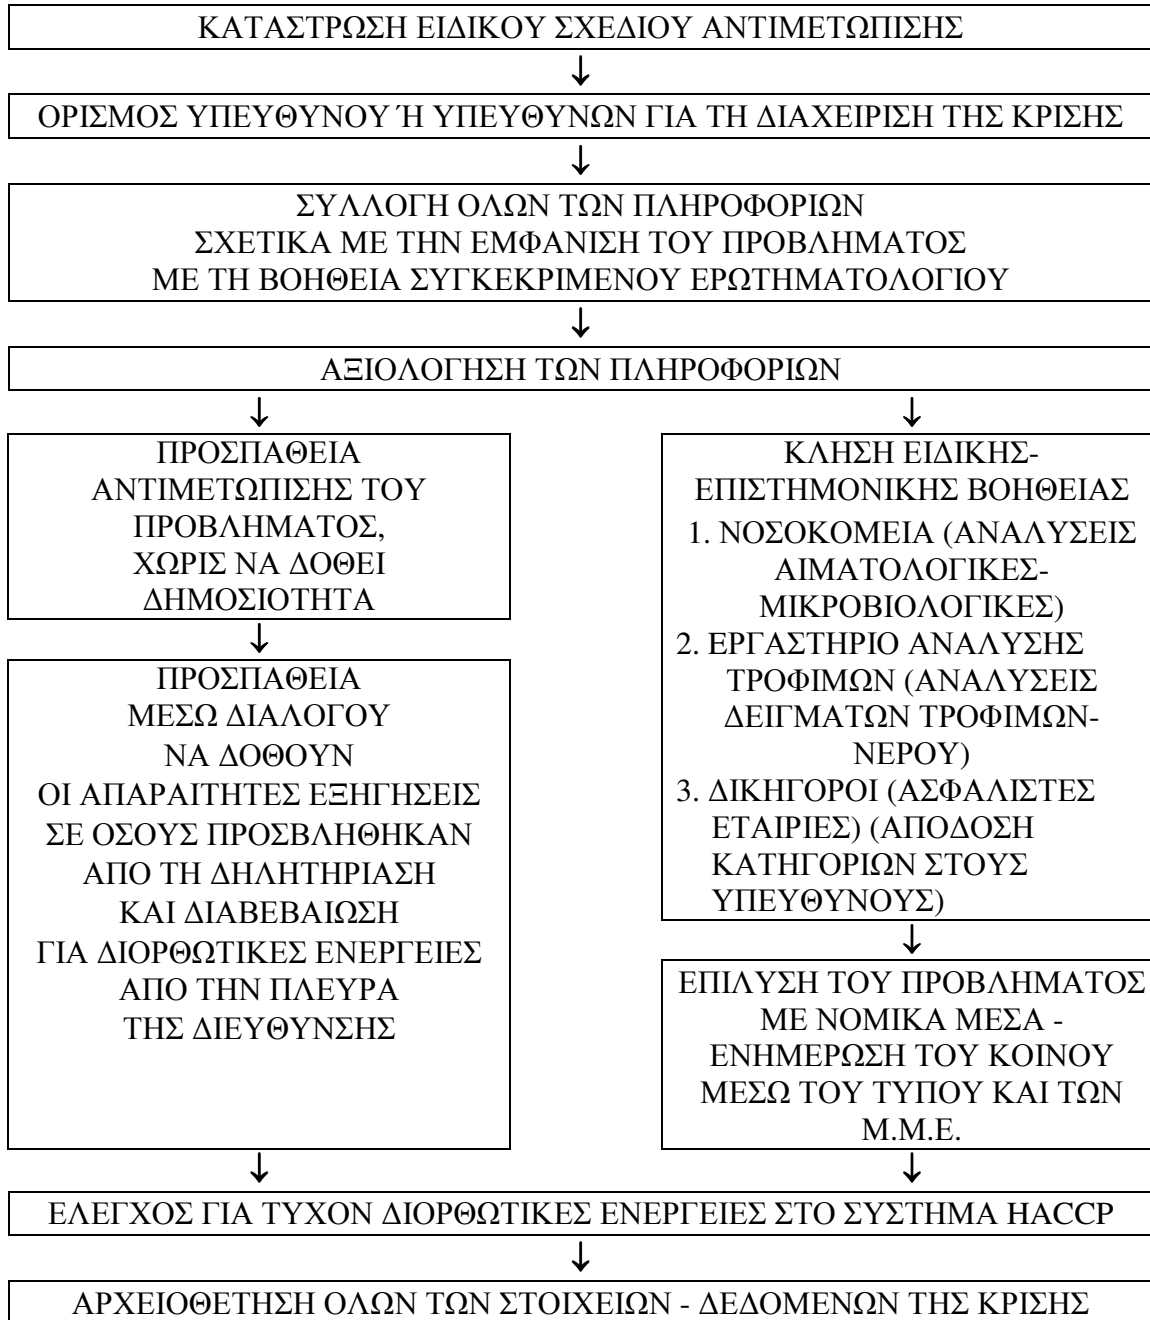 ΚΑΤΑΣΤΡΩΣΗ ΕΙΔΙΚΟΥ ΣΧΕΔΙΟΥ ΑΝΤΙΜΕΤΩΠΙΣΗΣ
↓
ΟΡΙΣΜΟΣ ΥΠΕΥΘΥΝΟΥ Ή ΥΠΕΥΘΥΝΩΝ ΓΙΑ ΤΗ ΔΙΑΧΕΙΡΙΣΗ ΤΗΣ ΚΡΙΣΗΣ
↓
ΣΥΛΛΟΓΗ ΟΛΩΝ ΤΩΝ ΠΛΗΡΟΦΟΡΙΩΝ
ΣΧΕΤΙΚΑ ΜΕ ΤΗΝ ΕΜΦΑΝΙΣΗ ΤΟΥ ΠΡΟΒΛΗΜΑΤΟΣ
ΜΕ ΤΗ ΒΟΗΘΕΙΑ ΣΥΓΚΕΚΡΙΜΕΝΟΥ ΕΡΩΤΗΜΑΤΟΛΟΓΙΟΥ
↓
ΑΞΙΟΛΟΓΗΣΗ ΤΩΝ ΠΛΗΡΟΦΟΡΙΩΝ
↓
ΠΡΟΣΠΑΘΕΙΑ
ΑΝΤΙΜΕΤΩΠΙΣΗΣ ΤΟΥ
ΠΡΟΒΛΗΜΑΤΟΣ,
ΧΩΡΙΣ ΝΑ ΔΟΘΕΙ
ΔΗΜΟΣΙΟΤΗΤΑ
↓
ΠΡΟΣΠΑΘΕΙΑ
ΜΕΣΩ ΔΙΑΛΟΓΟΥ
ΝΑ ΔΟΘΟΥΝ
ΟΙ ΑΠΑΡΑΙΤΗΤΕΣ ΕΞΗΓΗΣΕΙΣ
ΣΕ ΟΣΟΥΣ ΠΡΟΣΒΛΗΘΗΚΑΝ
ΑΠΟ ΤΗ ΔΗΛΗΤΗΡΙΑΣΗ
ΚΑΙ ΔΙΑΒΕΒΑΙΩΣΗ
ΓΙΑ ΔΙΟΡΘΩΤΙΚΕΣ ΕΝΕΡΓΕΙΕΣ
ΑΠΟ ΤΗΝ ΠΛΕΥΡΑ
ΤΗΣ ΔΙΕΥΘΥΝΣΗΣ
↓
↓
ΚΛΗΣΗ ΕΙΔΙΚΗΣ-
ΕΠΙΣΤΗΜΟΝΙΚΗΣ ΒΟΗΘΕΙΑΣ
1. ΝΟΣΟΚΟΜΕΙΑ (ΑΝΑΛΥΣΕΙΣ
ΑΙΜΑΤΟΛΟΓΙΚΕΣ-
ΜΙΚΡΟΒΙΟΛΟΓΙΚΕΣ)
2. ΕΡΓΑΣΤΗΡΙΟ ΑΝΑΛΥΣΗΣ
ΤΡΟΦΙΜΩΝ (ΑΝΑΛΥΣΕΙΣ
ΔΕΙΓΜΑΤΩΝ ΤΡΟΦΙΜΩΝ-
ΝΕΡΟΥ)
3. ΔΙΚΗΓΟΡΟΙ (ΑΣΦΑΛΙΣΤΕΣ
ΕΤΑΙΡΙΕΣ) (ΑΠΟΔΟΣΗ
ΚΑΤΗΓΟΡΙΩΝ ΣΤΟΥΣ
ΥΠΕΥΘΥΝΟΥΣ)
↓
ΕΠΙΛΥΣΗ ΤΟΥ ΠΡΟΒΛΗΜΑΤΟΣ
ΜΕ ΝΟΜΙΚΑ ΜΕΣΑ -
ΕΝΗΜΕΡΩΣΗ ΤΟΥ ΚΟΙΝΟΥ
ΜΕΣΩ ΤΟΥ ΤΥΠΟΥ ΚΑΙ ΤΩΝ
Μ.Μ.Ε.
↓
ΕΛΕΓΧΟΣ ΓΙΑ ΤΥΧΟΝ ΔΙΟΡΘΩΤΙΚΕΣ ΕΝΕΡΓΕΙΕΣ ΣΤΟ ΣΥΣΤΗΜΑ HACCP
↓
ΑΡΧΕΙΟΘΕΤΗΣΗ ΟΛΩΝ ΤΩΝ ΣΤΟΙΧΕΙΩΝ - ΔΕΔΟΜΕΝΩΝ ΤΗΣ ΚΡΙΣΗΣ